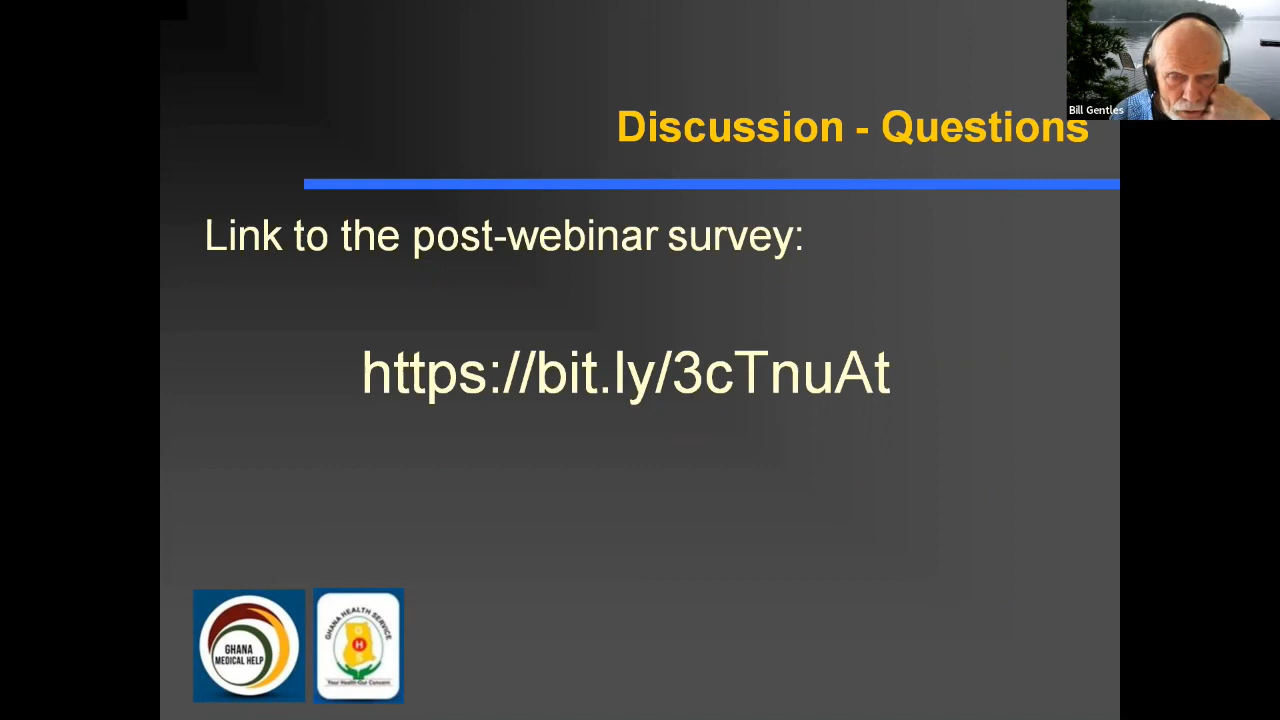 Bill Gentles
Discussion - Questions
Link to the post-webinar survey:
https://bit.ly/3cTnuAt
GHANA
MEDICAL HELP
GHANA HEALTH SERVICE
G
H
S
Your Health-Our Concern